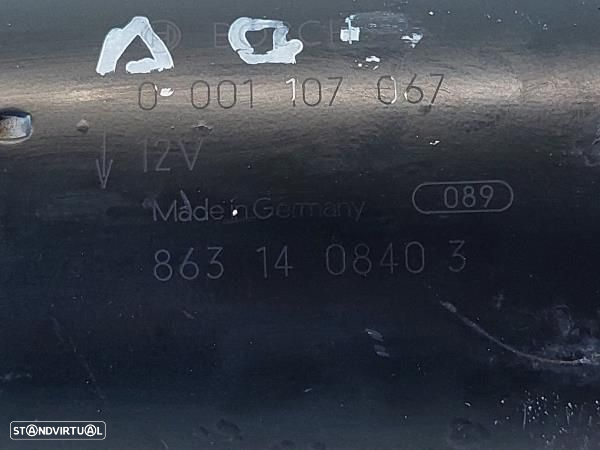 BOSCH
0 001 107 067
12V
Made in Germany 089
863 14 0840 3
STANDVIRTUAL